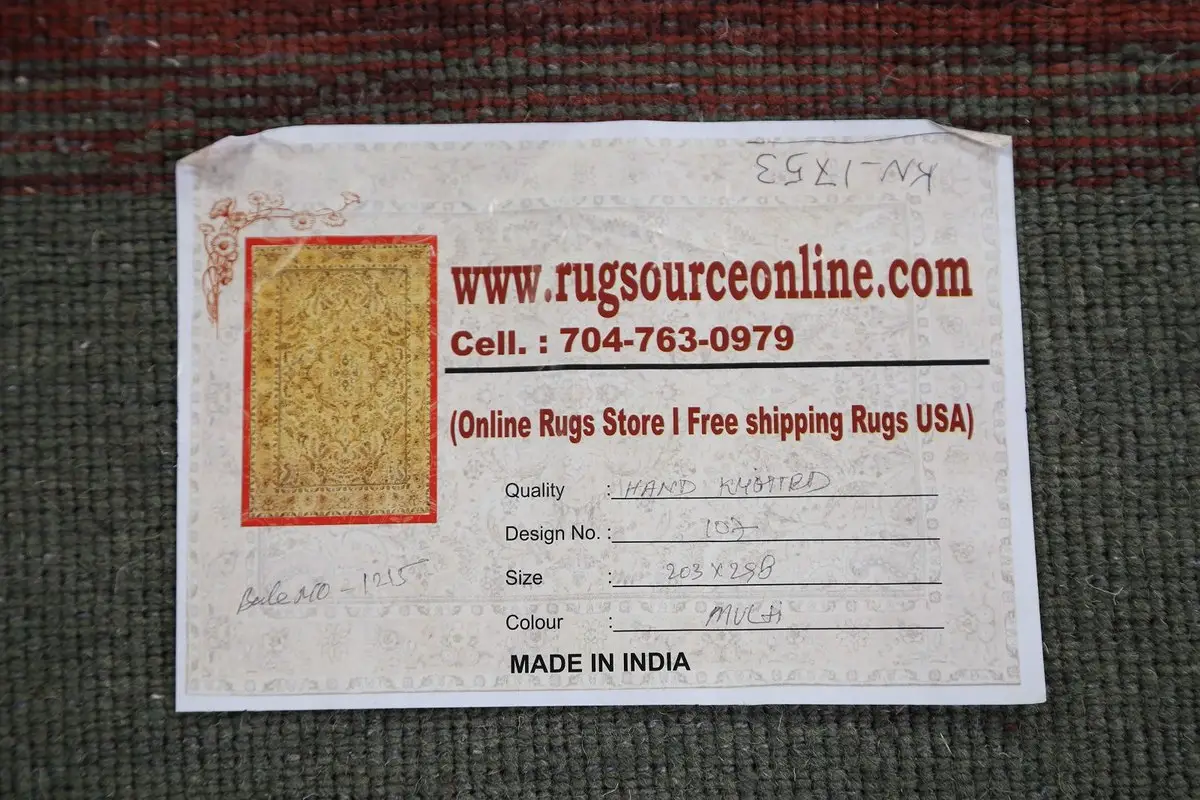 KN-1753
www.rugsourceonline.com
Cell. : 704-763-0979
(Online Rugs Store I Free shipping Rugs USA)
Quality : HAND KNOTTED
Design No. :
Size : 203 X 298
Colour : MULTI
Bale NO - 1215
MADE IN INDIA